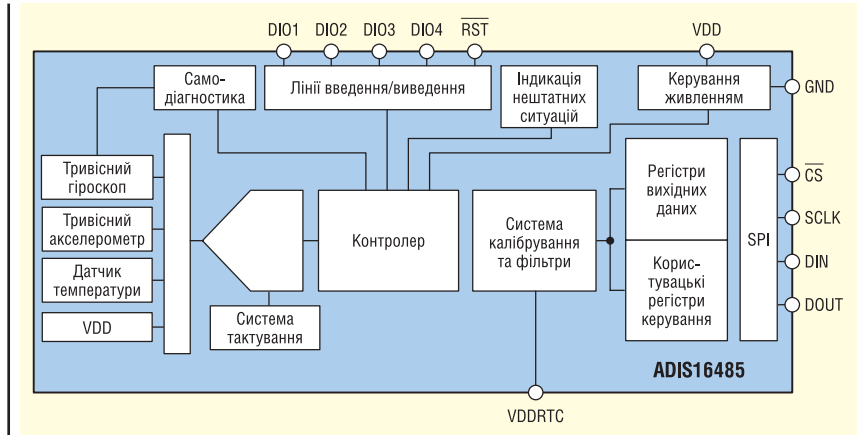 DIO1 DIO2 DIO3 DIO4 RST VDD
Само-
діагностика
Лінії введення/виведення
Індикація
нештатних
ситуацій
Керування
живленням
GND
Тривісний
гіроскоп
Тривісний
акселерометр
Датчик
температури
VDD
Система
тактування
Контролер
Система
калібрування
та фільтри
Регістри
вихідних
даних
Корис-
тувацькі
регістри
керування
SPI
CS
SCLK
DIN
DOUT
ADIS16485
VDDRTC